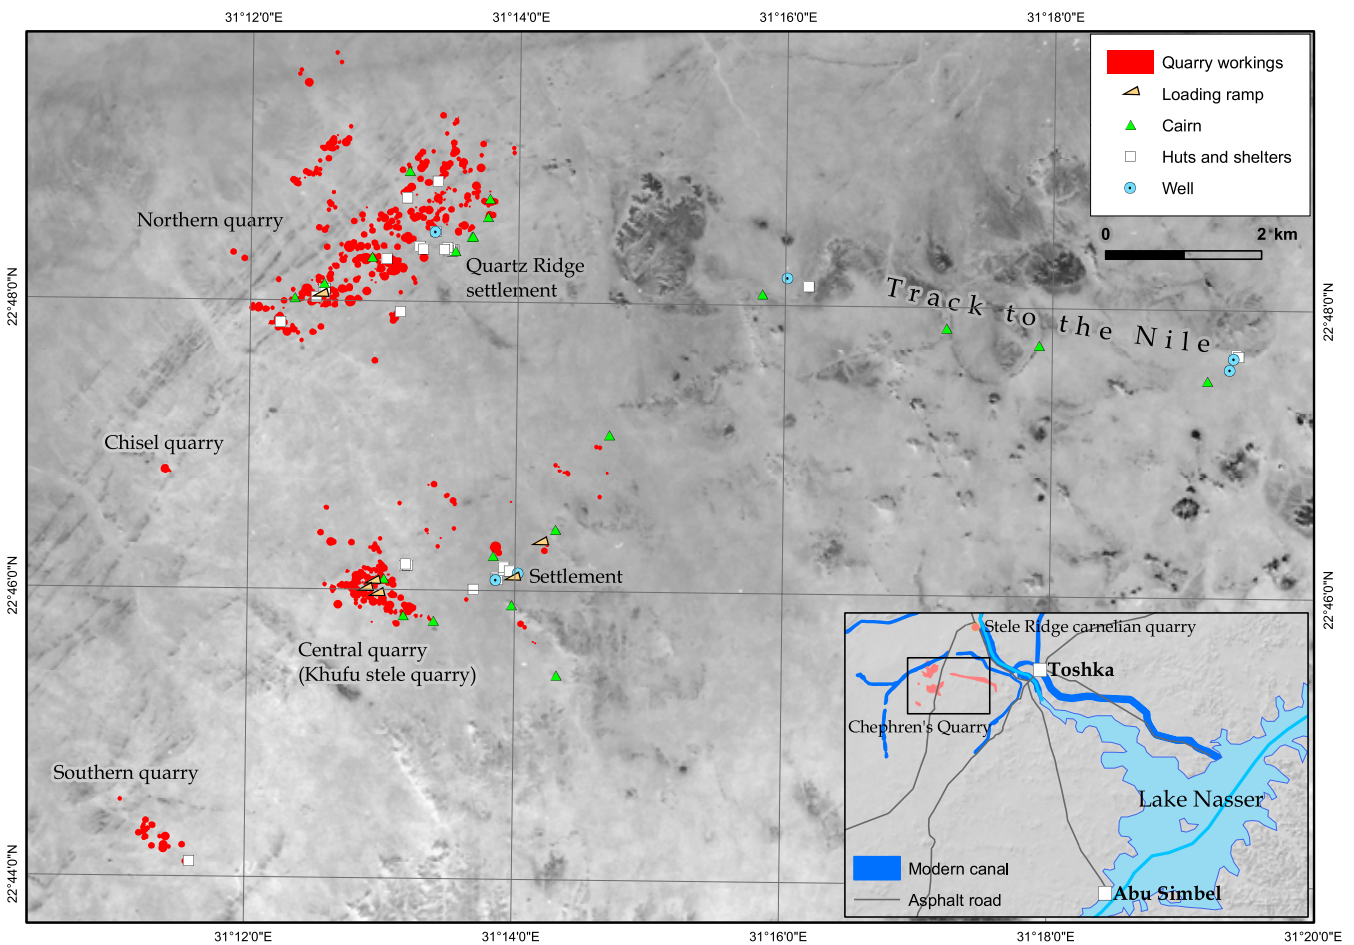 31°12'0"E
31°14'0"E
31°16'0"E
31°18'0"E
Quarry workings
Loading ramp
Cairn
Huts and shelters
Well
0
2 km
Northern quarry
Quartz Ridge
settlement
22°48'0"N
22°48'0"N
Track to the Nile
Chisel quarry
Settlement
22°46'0"N
22°46'0"N
Central quarry
(Khufu stele quarry)
Stele Ridge carnelian quarry
Toshka
Chephren's Quarry
Southern quarry
Lake Nasser
Modern canal
Asphalt road
Abu Simbel
22°44'0"N
31°12'0"E
31°14'0"E
31°16'0"E
31°18'0"E
31°20'0"E